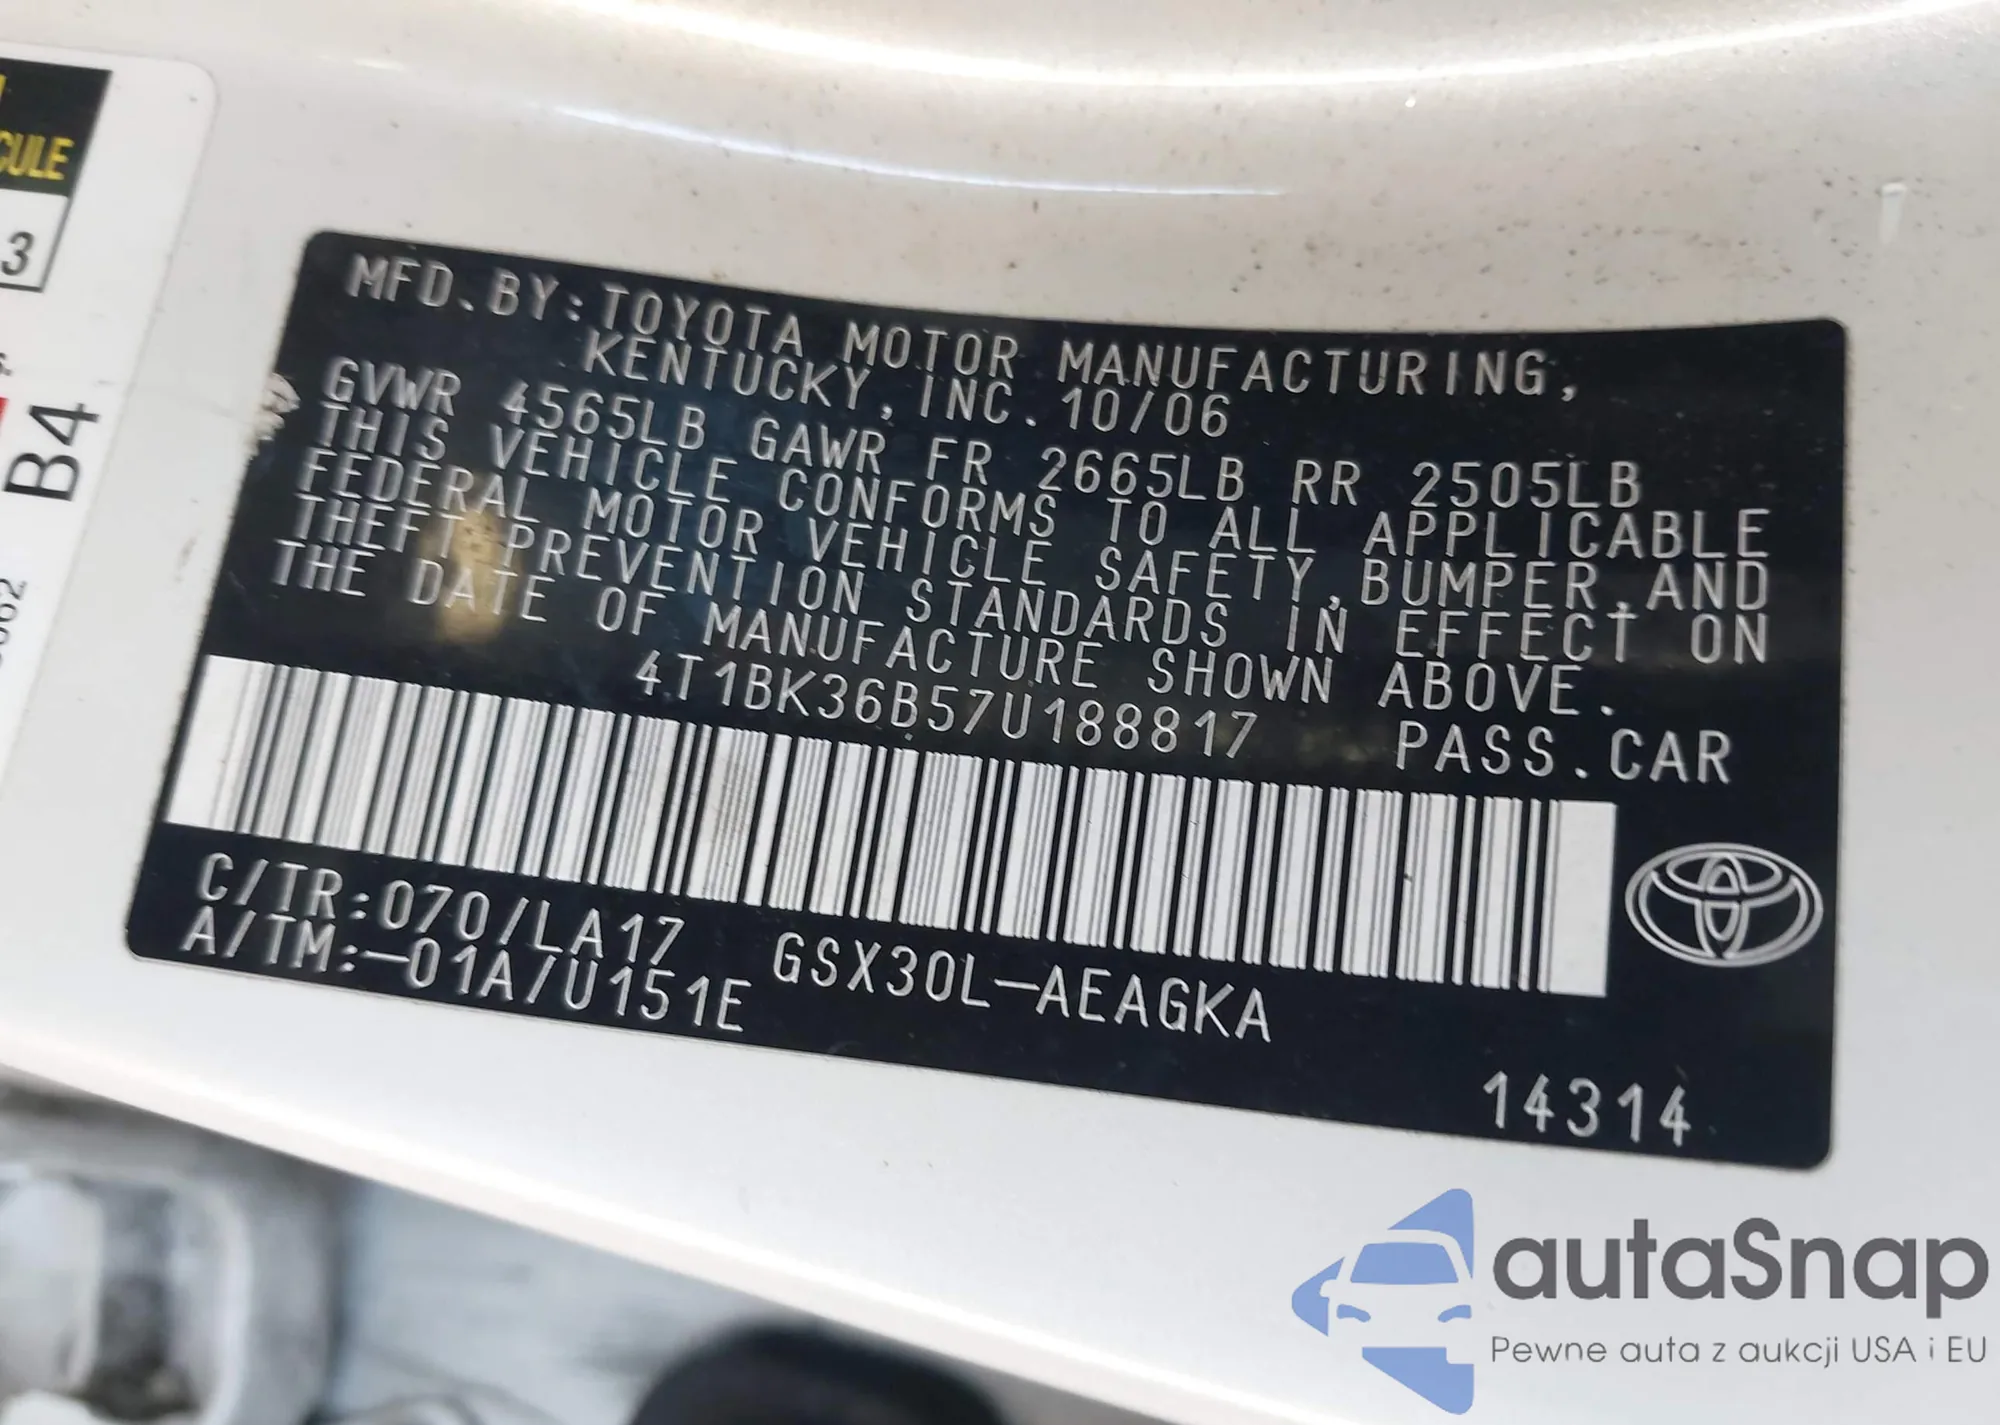 CULE
3
B4
MFD.BY:TOYOTA MOTOR MANUFACTURING,
KENTUCKY,INC.10/06
GVWR 4565LB GAWR FR 2665LB RR 2505LB
THIS VEHICLE CONFORMS TO ALL APPLICABLE
FEDERAL MOTOR VEHICLE SAFETY,BUMPER,AND
THEFT PREVENTION STANDARDS IN EFFECT ON
THE DATE OF MANUFACTURE SHOWN ABOVE.
4T1BK36B57U188817 PASS.CAR
C/TR:070/LA17
A/TM:-01A/U151E
GSX30L-AEAGKA
14314
autaSnap
Pewne auta z aukcji USA i EU